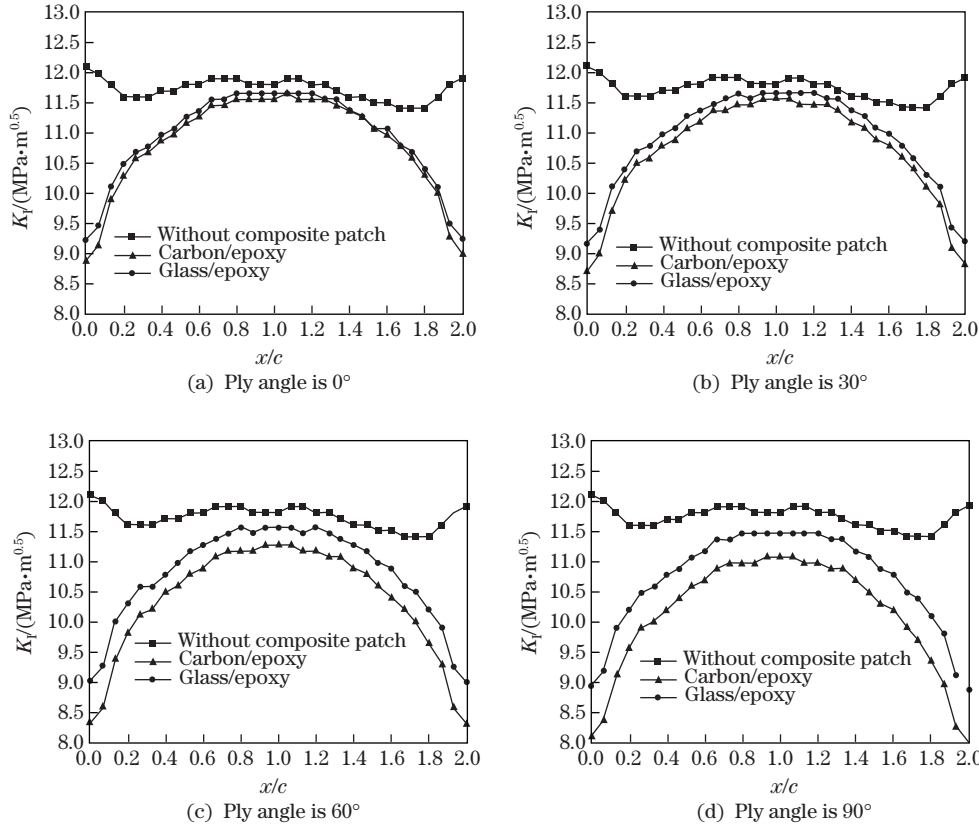 13.0
12.5
12.0
11.5
11.0
10.5
10.0
9.5
9.0
8.5
8.0
K_I/(MPa•m^0.5)
Without composite patch
Carbon/epoxy
Glass/epoxy
0.0 0.2 0.4 0.6 0.8 1.0 1.2 1.4 1.6 1.8 2.0
x/c
(a) Ply angle is 0°
13.0
12.5
12.0
11.5
11.0
10.5
10.0
9.5
9.0
8.5
8.0
K_I/(MPa•m^0.5)
Without composite patch
Carbon/epoxy
Glass/epoxy
0.0 0.2 0.4 0.6 0.8 1.0 1.2 1.4 1.6 1.8 2.0
x/c
(b) Ply angle is 30°
13.0
12.5
12.0
11.5
11.0
10.5
10.0
9.5
9.0
8.5
8.0
K_I/(MPa•m^0.5)
Without composite patch
Carbon/epoxy
Glass/epoxy
0.0 0.2 0.4 0.6 0.8 1.0 1.2 1.4 1.6 1.8 2.0
x/c
(c) Ply angle is 60°
13.0
12.5
12.0
11.5
11.0
10.5
10.0
9.5
9.0
8.5
8.0
K_I/(MPa•m^0.5)
Without composite patch
Carbon/epoxy
Glass/epoxy
0.0 0.2 0.4 0.6 0.8 1.0 1.2 1.4 1.6 1.8 2.0
x/c
(d) Ply angle is 90°